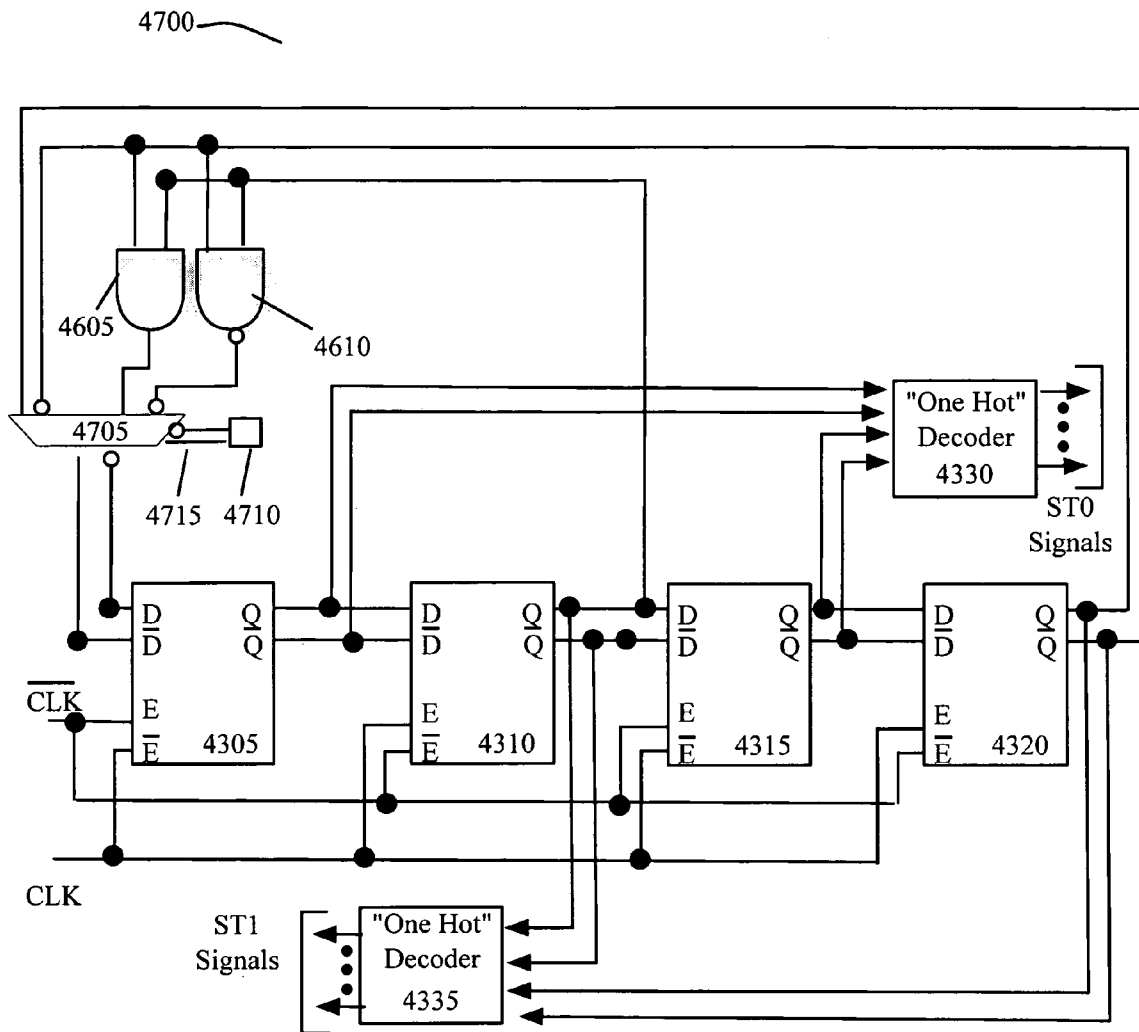 4700
4605
4610
4705
4715
4710
"One Hot"
Decoder
4330
ST0
Signals
D Q
D̅ Q̅
E
E̅
4305
D Q
D̅ Q̅
E
E̅
4310
D Q
D̅ Q̅
E
E̅
4315
D Q
D̅ Q̅
E
E̅
4320
C̅L̅K̅
CLK
ST1
Signals
"One Hot"
Decoder
4335